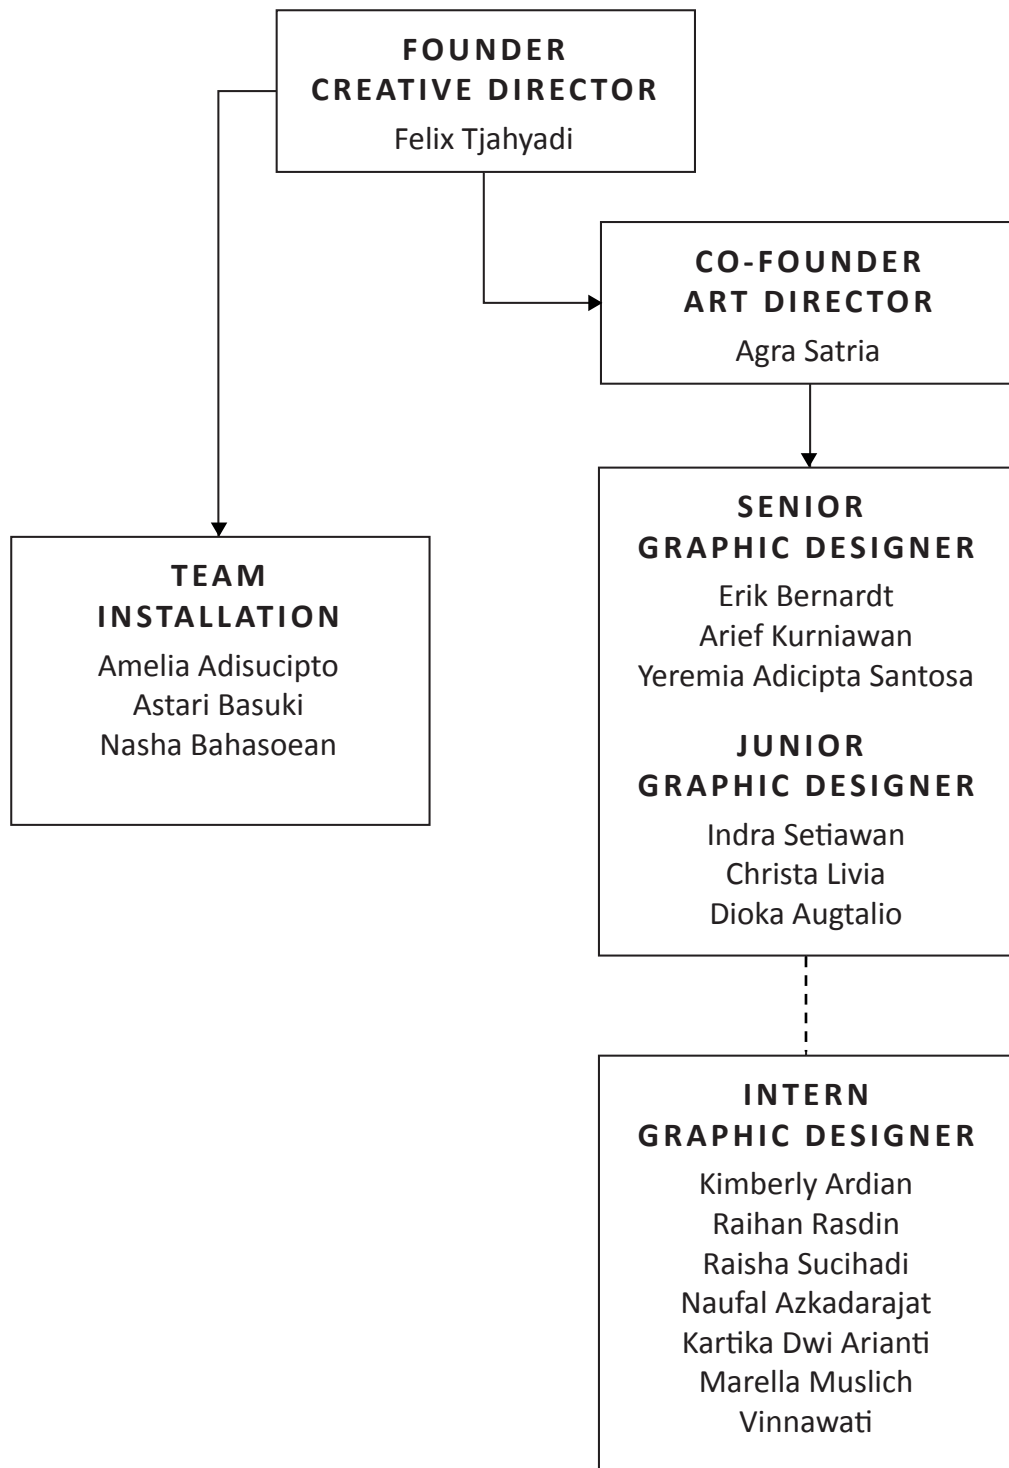 FOUNDER
CREATIVE DIRECTOR
Felix Tjahyadi
CO-FOUNDER
ART DIRECTOR
Agra Satria
TEAM
INSTALLATION
Amelia Adisucipto
Astari Basuki
Nasha Bahasoean
SENIOR
GRAPHIC DESIGNER
Erik Bernardt
Arief Kurniawan
Yeremia Adicipta Santosa
JUNIOR
GRAPHIC DESIGNER
Indra Setiawan
Christa Livia
Dioka Augtalio
INTERN
GRAPHIC DESIGNER
Kimberly Ardian
Raihan Rasdin
Raisha Sucihadi
Naufal Azkadarajat
Kartika Dwi Arianti
Marella Muslich
Vinnawati